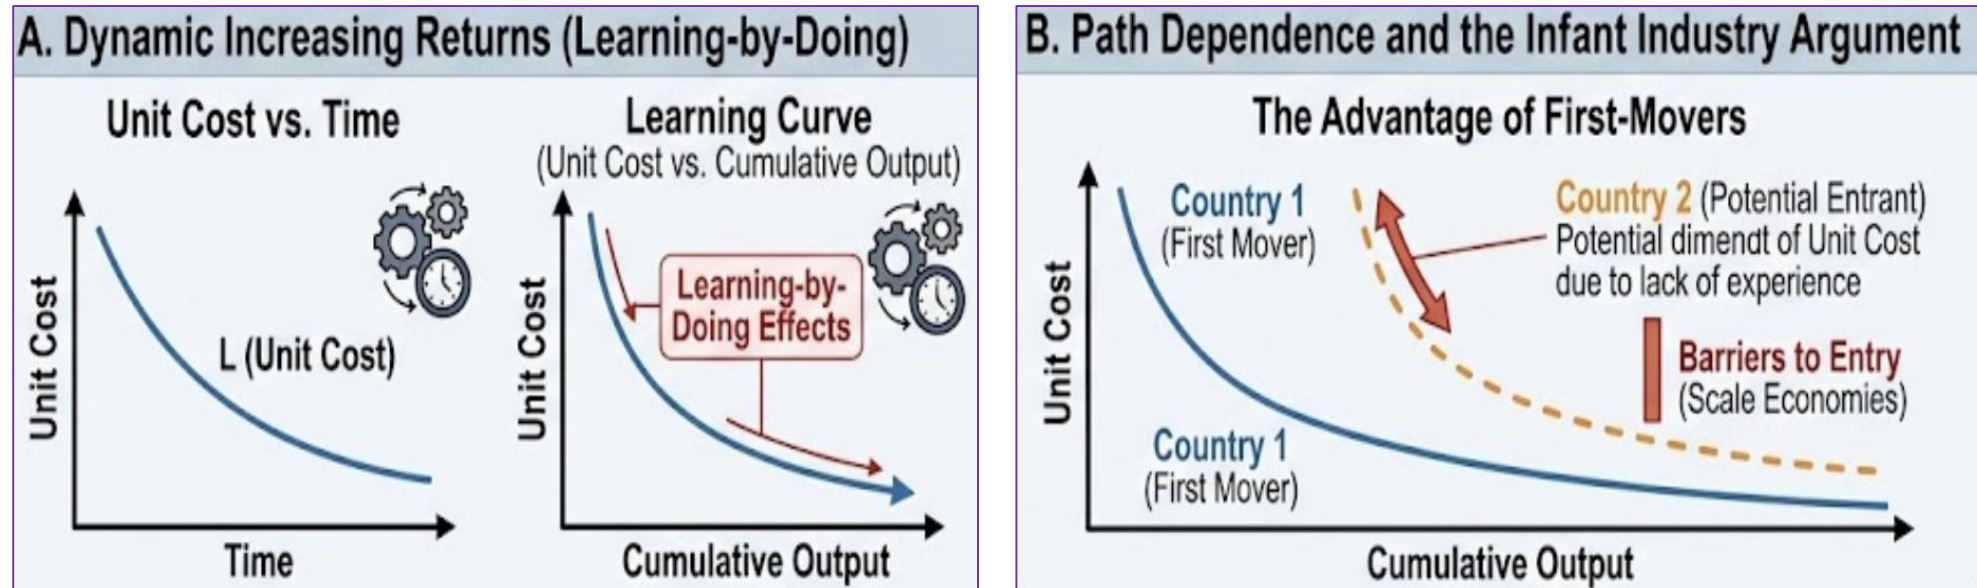 A. Dynamic Increasing Returns (Learning-by-Doing)
Unit Cost vs. Time
Unit Cost
L (Unit Cost)
Time
Learning Curve
(Unit Cost vs. Cumulative Output)
Unit Cost
Learning-by-
Doing Effects
Cumulative Output
B. Path Dependence and the Infant Industry Argument
The Advantage of First-Movers
Unit Cost
Country 1
(First Mover)
Country 2 (Potential Entrant)
Potential dimendt of Unit Cost
due to lack of experience
Barriers to Entry
(Scale Economies)
Country 1
(First Mover)
Cumulative Output